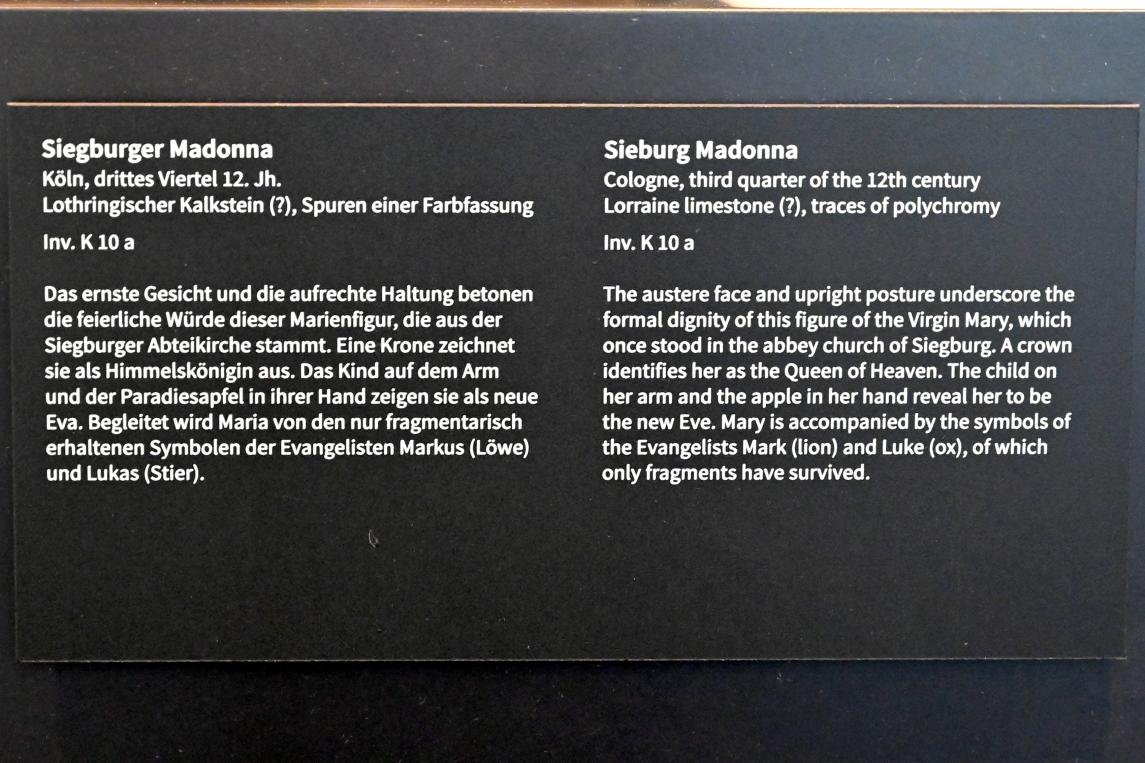 Siegburger Madonna
Köln, drittes Viertel 12. Jh.
Lothringischer Kalkstein (?), Spuren einer Farbfassung
Inv. K 10 a
Das ernste Gesicht und die aufrechte Haltung betonen
die feierliche Würde dieser Marienfigur, die aus der
Siegburger Abteikirche stammt. Eine Krone zeichnet
sie als Himmelskönigin aus. Das Kind auf dem Arm
und der Paradiesapfel in ihrer Hand zeigen sie als neue
Eva. Begleitet wird Maria von den nur fragmentarisch
erhaltenen Symbolen der Evangelisten Markus (Löwe)
und Lukas (Stier).
Sieburg Madonna
Cologne, third quarter of the 12th century
Lorraine limestone (?), traces of polychromy
Inv. K 10 a
The austere face and upright posture underscore the
formal dignity of this figure of the Virgin Mary, which
once stood in the abbey church of Siegburg. A crown
identifies her as the Queen of Heaven. The child on
her arm and the apple in her hand reveal her to be
the new Eve. Mary is accompanied by the symbols of
the Evangelists Mark (lion) and Luke (ox), of which
only fragments have survived.